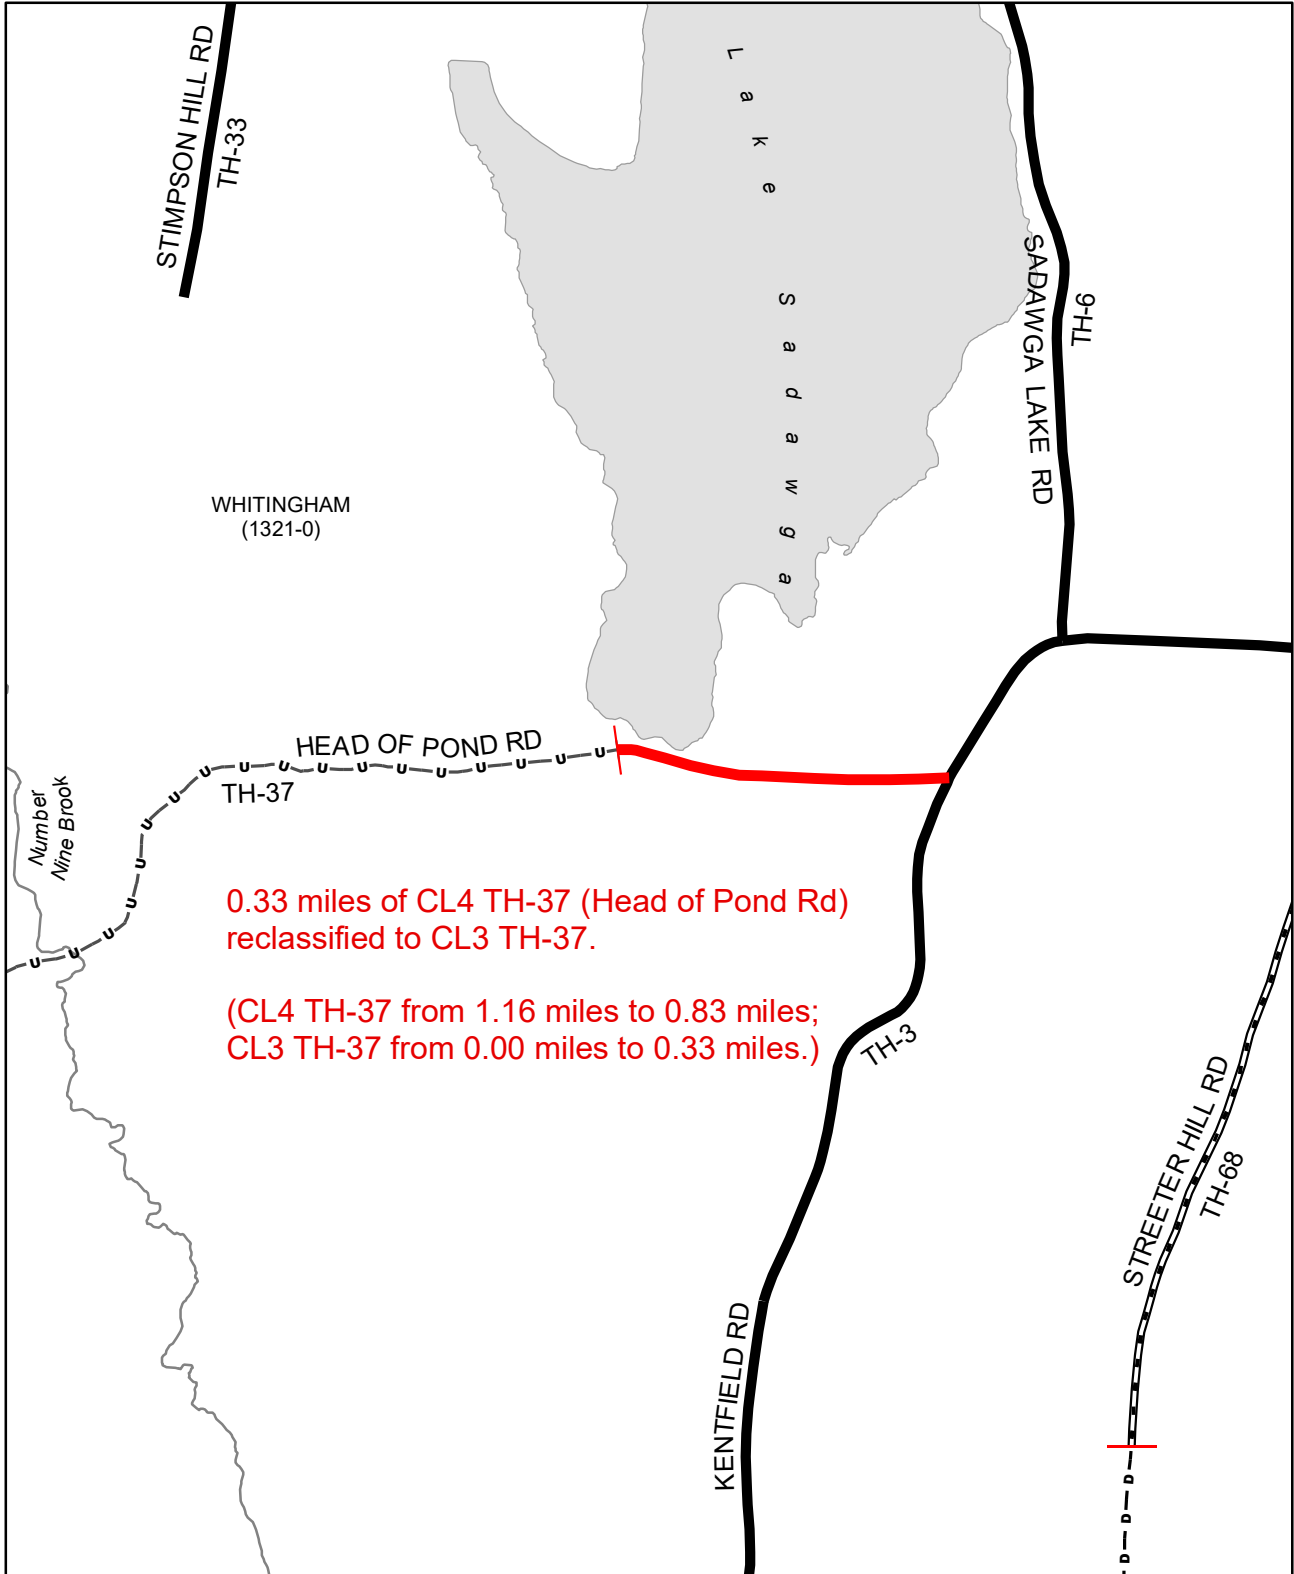 STIMPSON HILL RD
TH-33
Lake Sadawga
SADAWGA LAKE RD
TH-6
WHITINGHAM
(1321-0)
HEAD OF POND RD
U U U U U U U U U U U U U U U U U U
TH-37
Number
Nine Brook
0.33 miles of CL4 TH-37 (Head of Pond Rd)
reclassified to CL3 TH-37.
(CL4 TH-37 from 1.16 miles to 0.83 miles;
CL3 TH-37 from 0.00 miles to 0.33 miles.)
TH-3
STREETER HILL RD
TH-68
KENTFIELD RD
D
D
D